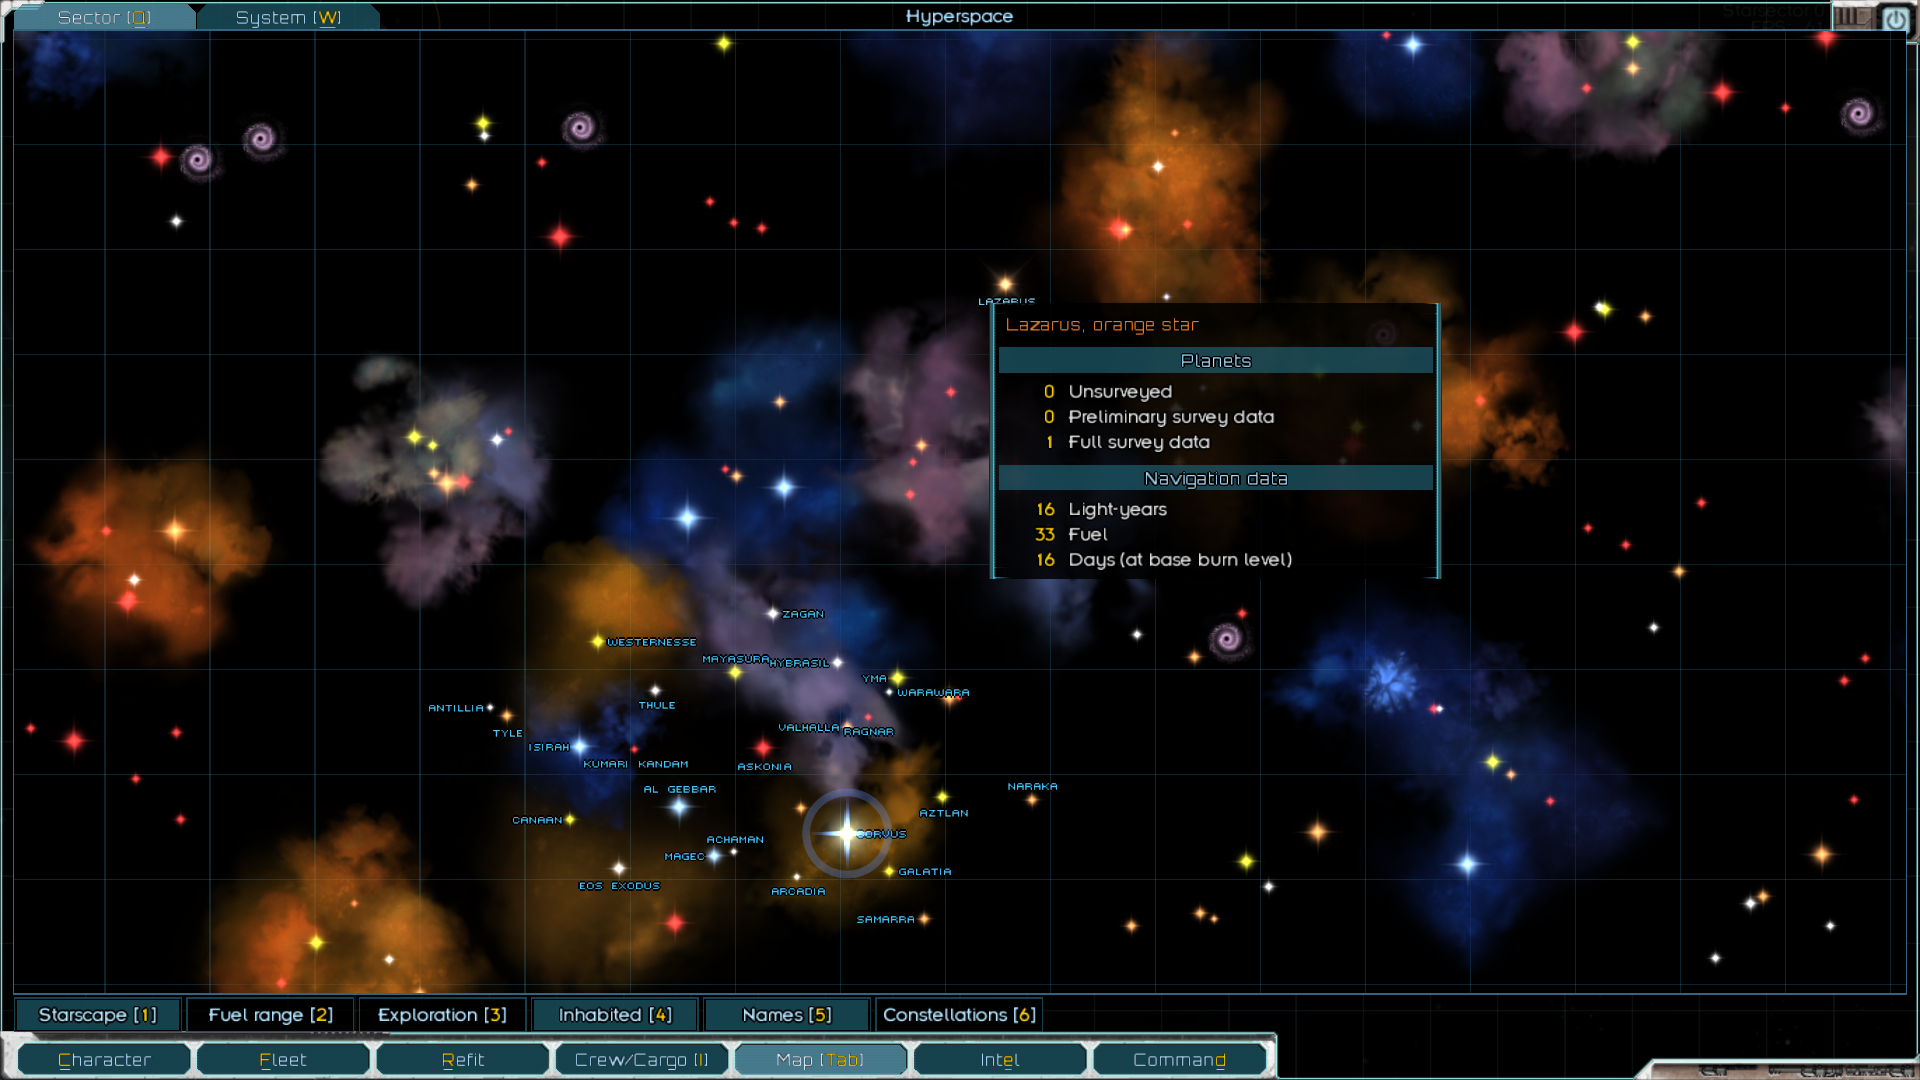 Sector [Q]
System [W]
Hyperspace
LAZARUS
Lazarus, orange star
Planets
0 Unsurveyed
0 Preliminary survey data
1 Full survey data
Navigation data
16 Light-years
33 Fuel
16 Days (at base burn level)
ZAGAN
WESTERNESSE
MAYASURA
HYBRASIL
YMA
WARAWARA
THULE
ANTILLIA
TYLE
VALHALLA
RAGNAR
ISIRAH
KUMARI KANDAM
ASKONIA
AL GEBBAR
NARAKA
AZTLAN
CANAAN
CORVUS
ACHAMAN
MAGEC
GALATIA
EOS EXODUS
ARCADIA
SAMARRA
Starscape [1]
Fuel range [2]
Exploration [3]
Inhabited [4]
Names [5]
Constellations [6]
Character
Fleet
Refit
Crew/Cargo [I]
Map [Tab]
Intel
Command